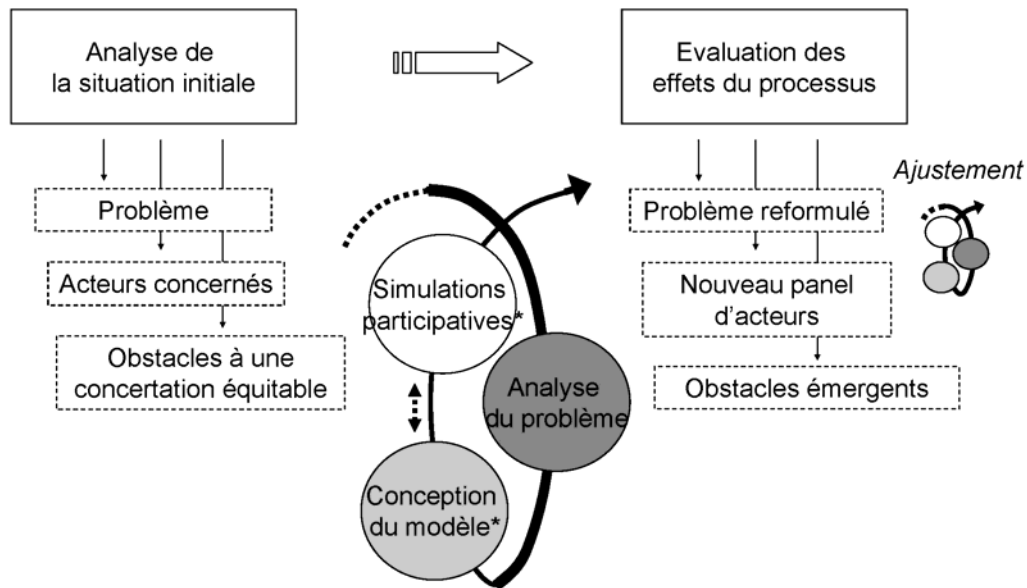 Analyse de
la situation initiale
Problème
Acteurs concernés
Obstacles à une
concertation équitable
Simulations
participatives*
Analyse
du problème
Conception
du modèle*
Evaluation des
effets du processus
Problème reformulé
Nouveau panel
d'acteurs
Obstacles émergents
Ajustement